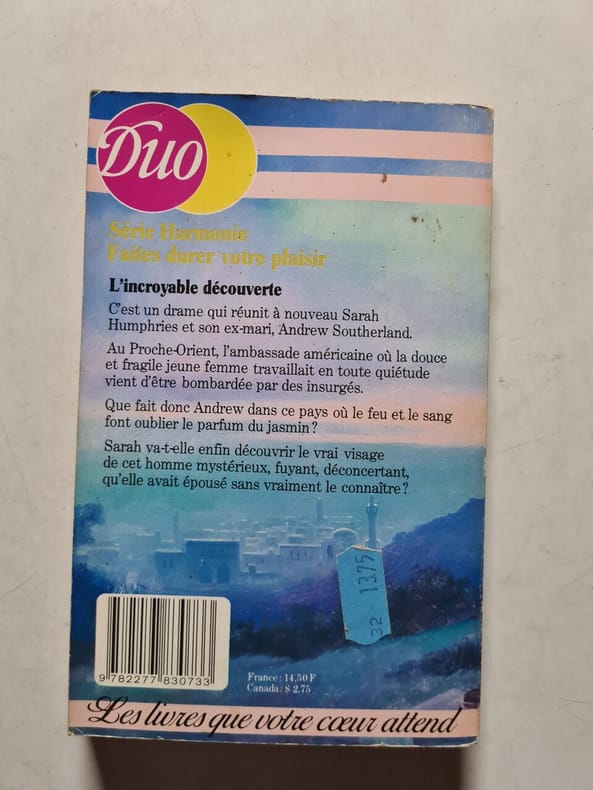 Duo
Série Harmonie
Faites durer votre plaisir
L'incroyable découverte
C'est un drame qui réunit à nouveau Sarah
Humphries et son ex-mari, Andrew Southerland.
Au Proche-Orient, l'ambassade américaine où la douce
et fragile jeune femme travaillait en toute quiétude
vient d'être bombardée par des insurgés.
Que fait donc Andrew dans ce pays où le feu et le sang
font oublier le parfum du jasmin ?
Sarah va-t-elle enfin découvrir le vrai visage
de cet homme mystérieux, fuyant, déconcertant,
qu'elle avait épousé sans vraiment le connaître ?
32 13.75
9 782277 830733
France : 14,50 F
Canada : $ 2.75
Les livres que votre cœur attend